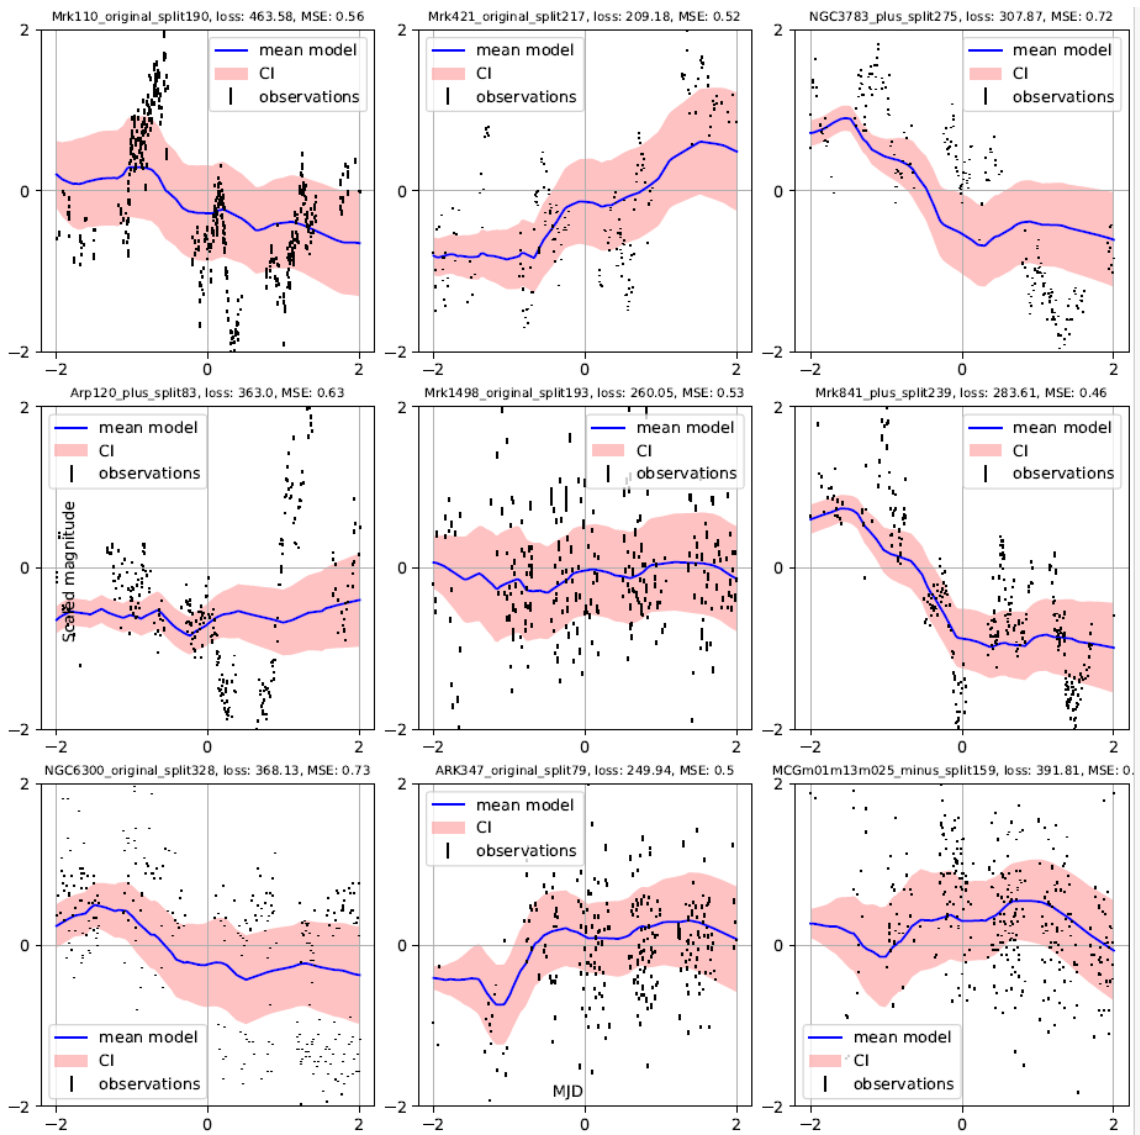 Mrk110_original_split190, loss: 463.58, MSE: 0.56
2
0
−2
−2 0 2
mean model
CI
observations
Mrk421_original_split217, loss: 209.18, MSE: 0.52
2
0
−2
−2 0 2
mean model
CI
observations
NGC3783_plus_split275, loss: 307.87, MSE: 0.72
2
0
−2
−2 0 2
mean model
CI
observations
Arp120_plus_split83, loss: 363.0, MSE: 0.63
2
0
−2
−2 0 2
mean model
CI
observations
Scaled magnitude
Mrk1498_original_split193, loss: 260.05, MSE: 0.53
2
0
−2
−2 0 2
mean model
CI
observations
Mrk841_plus_split239, loss: 283.61, MSE: 0.46
2
0
−2
−2 0 2
mean model
CI
observations
NGC6300_original_split328, loss: 368.13, MSE: 0.73
2
0
−2
−2 0 2
mean model
CI
observations
ARK347_original_split79, loss: 249.94, MSE: 0.5
2
0
−2
−2 0 2
mean model
CI
observations
MJD
MCGm01m13m025_minus_split159, loss: 391.81, MSE: 0.
2
0
−2
−2 0 2
mean model
CI
observations